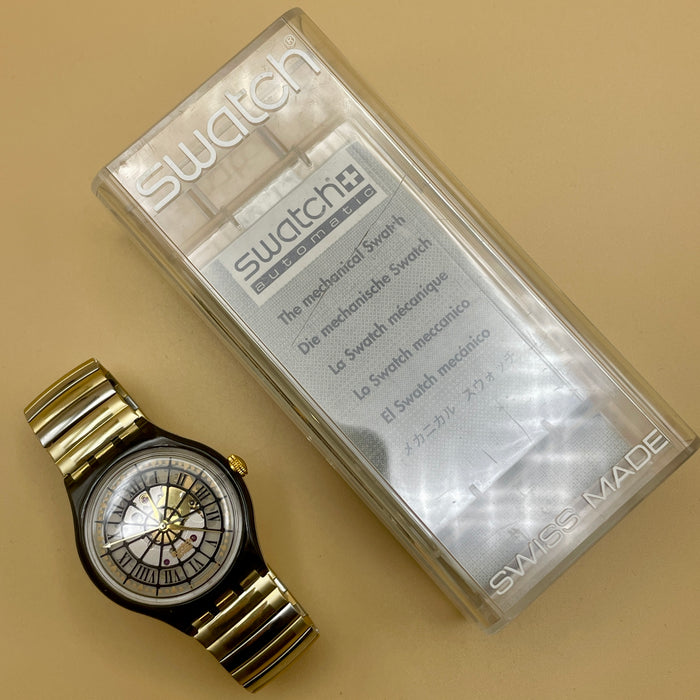 swatch®
swatch
automatic
The mechanical Swatch
Die mechanische Swatch
La Swatch mécanique
Lo Swatch meccanico
El Swatch mecánico
メカニカル スウォッチ
SWISS MADE